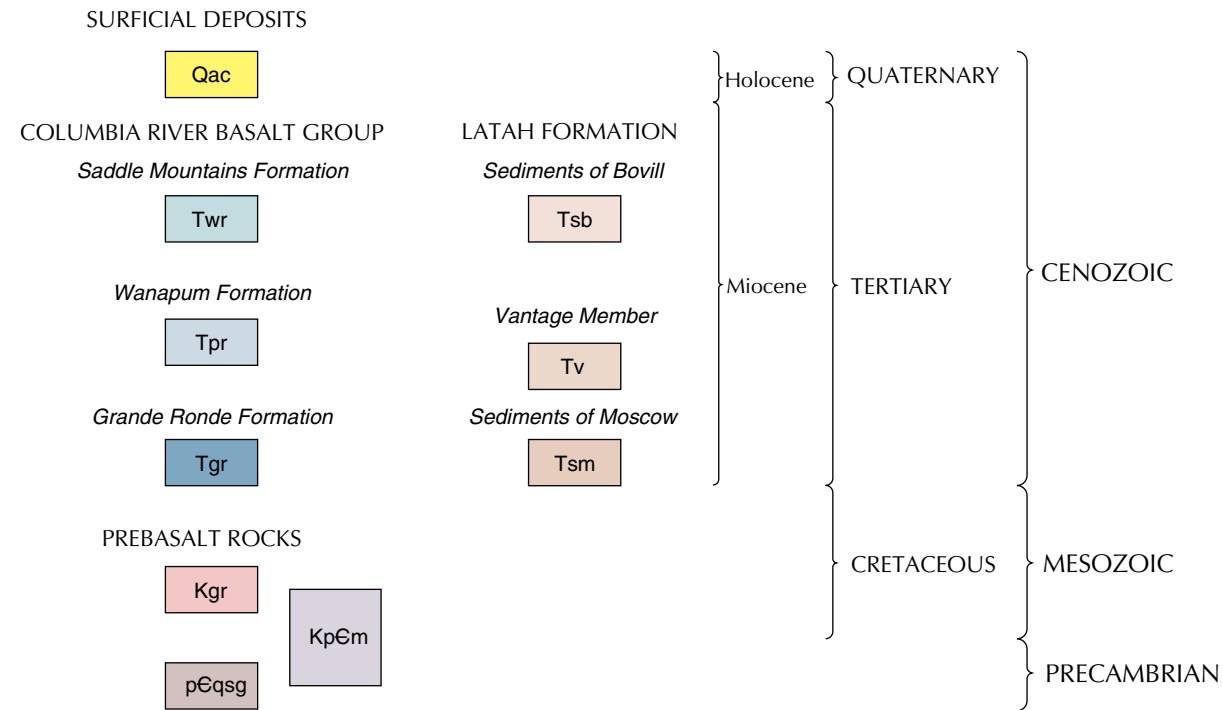 SURFICIAL DEPOSITS
Qac
Holocene
QUATERNARY
COLUMBIA RIVER BASALT GROUP
LATAH FORMATION
Saddle Mountains Formation
Sediments of Bovill
Twr
Tsb
CENOZOIC
Wanapum Formation
Miocene
TERTIARY
Vantage Member
Tpr
Tv
Grande Ronde Formation
Sediments of Moscow
Tgr
Tsm
PREBASALT ROCKS
CRETACEOUS
MESOZOIC
Kgr
KpЄm
pЄqsg
PRECAMBRIAN